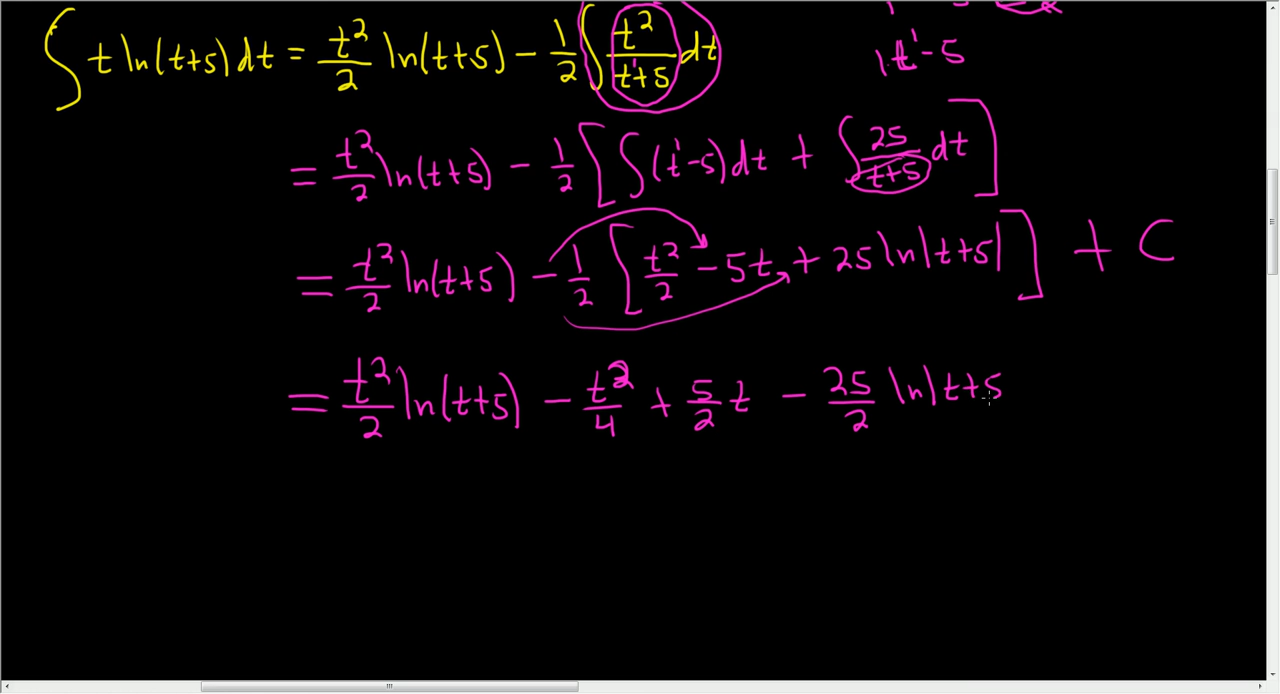 ∫ t ln(t+5) dt = t²/2 ln(t+5) − 1/2 ∫ t²/(t+5) dt
t − 5
= t²/2 ln(t+5) − 1/2 [ ∫ (t−5) dt + ∫ 25/(t+5) dt ]
= t²/2 ln(t+5) − 1/2 [ t²/2 − 5t + 25 ln|t+5| ] + C
= t²/2 ln(t+5) − t²/4 + 5/2 t − 25/2 ln|t+5